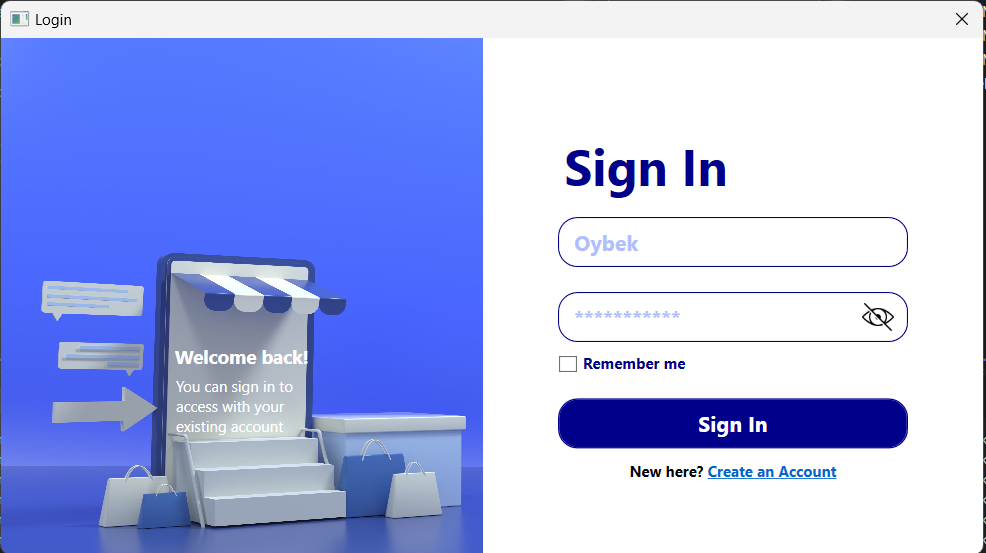 Login
Welcome back!
You can sign in to
access with your
existing account
Sign In
Oybek
***********
Remember me
Sign In
New here? Create an Account